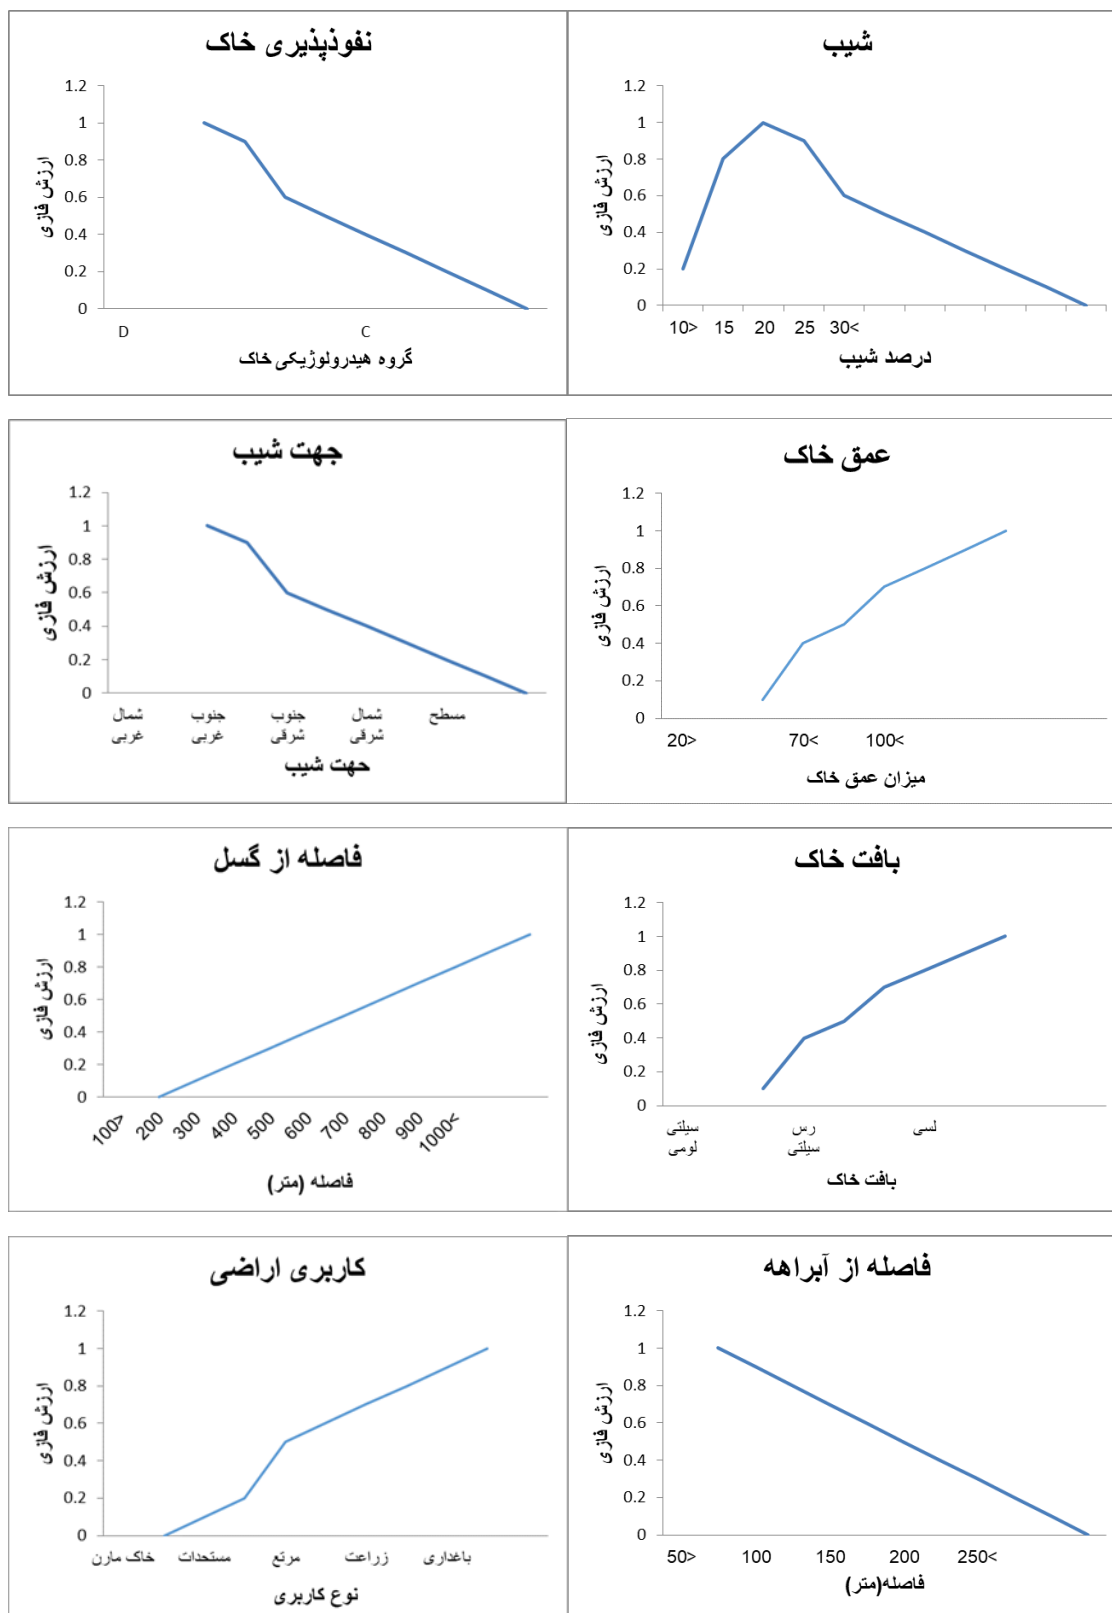 نفوذپذیری خاک
1.2
1
0.8
0.6
0.4
0.2
0
ارزش فازی
D C
گروه هیدرولوژیکی خاک
شیب
1.2
1
0.8
0.6
0.4
0.2
0
ارزش فازی
10> 15 20 25 30<
درصد شیب
جهت شیب
1.2
1
0.8
0.6
0.4
0.2
0
ارزش فازی
شمال غربی
جنوب غربی
جنوب شرقی
شمال شرقی
مسطح
جهت شیب
عمق خاک
1.2
1
0.8
0.6
0.4
0.2
0
ارزش فازی
20> 70< 100<
میزان عمق خاک
فاصله از گسل
1.2
1
0.8
0.6
0.4
0.2
0
ارزش فازی
100> 200 300 400 500 600 700 800 900 1000<
فاصله (متر)
بافت خاک
1.2
1
0.8
0.6
0.4
0.2
0
ارزش فازی
سیلتی لومی
رس سیلتی
لسی
بافت خاک
کاربری اراضی
1.2
1
0.8
0.6
0.4
0.2
0
ارزش فازی
خاک مارن
مستحدات
مرتع
زراعت
باغداری
نوع کاربری
فاصله از آبراهه
1.2
1
0.8
0.6
0.4
0.2
0
ارزش فازی
50> 100 150 200 250<
فاصله(متر)